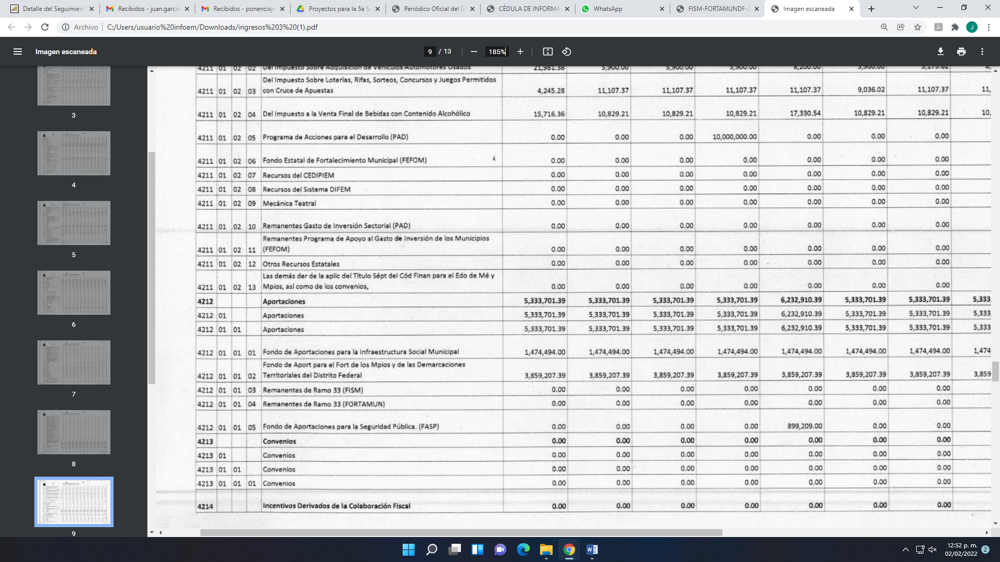 Detalle del Seguimient
Recibidos - juan.garcia
Recibidos - ponenciajr
Proyectos para la 5a S
Periódico Oficial del G
CÉDULA DE INFORMA
WhatsApp
FISM-FORTAMUNDF-2
Imagen escaneada
Archivo C:/Users/usuario%20infoem/Downloads/ingresos%203%20(1).pdf
J
Imagen escaneada 9 / 13 185%
3
4
5
6
7
8
9
4211 01 02 02 Del Impuesto Sobre Adquisición de Vehículos Automotores Usados 21,981.38 5,900.00 5,900.00 5,900.00 8,200.00 5,900.00
Del Impuesto Sobre Loterías, Rifas, Sorteos, Concursos y Juegos Permitidos
4211 01 02 03 con Cruce de Apuestas 4,245.28 11,107.37 11,107.37 11,107.37 11,107.37 9,036.02 11,107.37 11,
4211 01 02 04 Del Impuesto a la Venta Final de Bebidas con Contenido Alcohólico 15,716.36 10,829.21 10,829.21 10,829.21 17,330.54 10,829.21 10,829.21 10,
4211 01 02 05 Programa de Acciones para el Desarrollo (PAD) 0.00 0.00 0.00 10,000,000.00 0.00 0.00 0.00
4211 01 02 06 Fondo Estatal de Fortalecimiento Municipal (FEFOM) 0.00 0.00 0.00 0.00 0.00 0.00 0.00
4211 01 02 07 Recursos del CEDIPIEM 0.00 0.00 0.00 0.00 0.00 0.00 0.00
4211 01 02 08 Recursos del Sistema DIFEM 0.00 0.00 0.00 0.00 0.00 0.00 0.00
4211 01 02 09 Mecánica Teatral 0.00 0.00 0.00 0.00 0.00 0.00 0.00
4211 01 02 10 Remanentes Gasto de Inversión Sectorial (PAD) 0.00 0.00 0.00 0.00 0.00 0.00 0.00
Remanentes Programa de Apoyo al Gasto de Inversión de los Municipios
4211 01 02 11 (FEFOM) 0.00 0.00 0.00 0.00 0.00 0.00 0.00
4211 01 02 12 Otros Recursos Estatales 0.00 0.00 0.00 0.00 0.00 0.00 0.00
Las demás der de la aplic del Título Sépt del Cód Finan para el Edo de Mé y
4211 01 02 13 Mpios, así como de los convenios, 0.00 0.00 0.00 0.00 0.00 0.00 0.00
4212 Aportaciones 5,333,701.39 5,333,701.39 5,333,701.39 5,333,701.39 6,232,910.39 5,333,701.39 5,333,701.39 5,333,
4212 01 Aportaciones 5,333,701.39 5,333,701.39 5,333,701.39 5,333,701.39 6,232,910.39 5,333,701.39 5,333,701.39 5,333
4212 01 01 Aportaciones 5,333,701.39 5,333,701.39 5,333,701.39 5,333,701.39 6,232,910.39 5,333,701.39 5,333,701.39 5,333
4212 01 01 01 Fondo de Aportaciones para la Infraestructura Social Municipal 1,474,494.00 1,474,494.00 1,474,494.00 1,474,494.00 1,474,494.00 1,474,494.00 1,474,494.00 1,474
Fondo de Aport para el Fort de los Mpios y de las Demarcaciones
4212 01 01 02 Territoriales del Distrito Federal 3,859,207.39 3,859,207.39 3,859,207.39 3,859,207.39 3,859,207.39 3,859,207.39 3,859,207.39 3,859
4212 01 01 03 Remanentes de Ramo 33 (FISM) 0.00 0.00 0.00 0.00 0.00 0.00 0.00
4212 01 01 04 Remanentes de Ramo 33 (FORTAMUN) 0.00 0.00 0.00 0.00 0.00 0.00 0.00
4212 01 01 05 Fondo de Aportaciones para la Seguridad Pública. (FASP) 0.00 0.00 0.00 0.00 899,209.00 0.00 0.00
4213 Convenios 0.00 0.00 0.00 0.00 0.00 0.00 0.00
4213 01 Convenios 0.00 0.00 0.00 0.00 0.00 0.00 0.00
4213 01 01 Convenios 0.00 0.00 0.00 0.00 0.00 0.00 0.00
4213 01 01 01 Convenios 0.00 0.00 0.00 0.00 0.00 0.00 0.00
4214 Incentivos Derivados de la Colaboración Fiscal 0.00 0.00 0.00 0.00 0.00 0.00 0.00
12:52 p. m.
02/02/2022
2